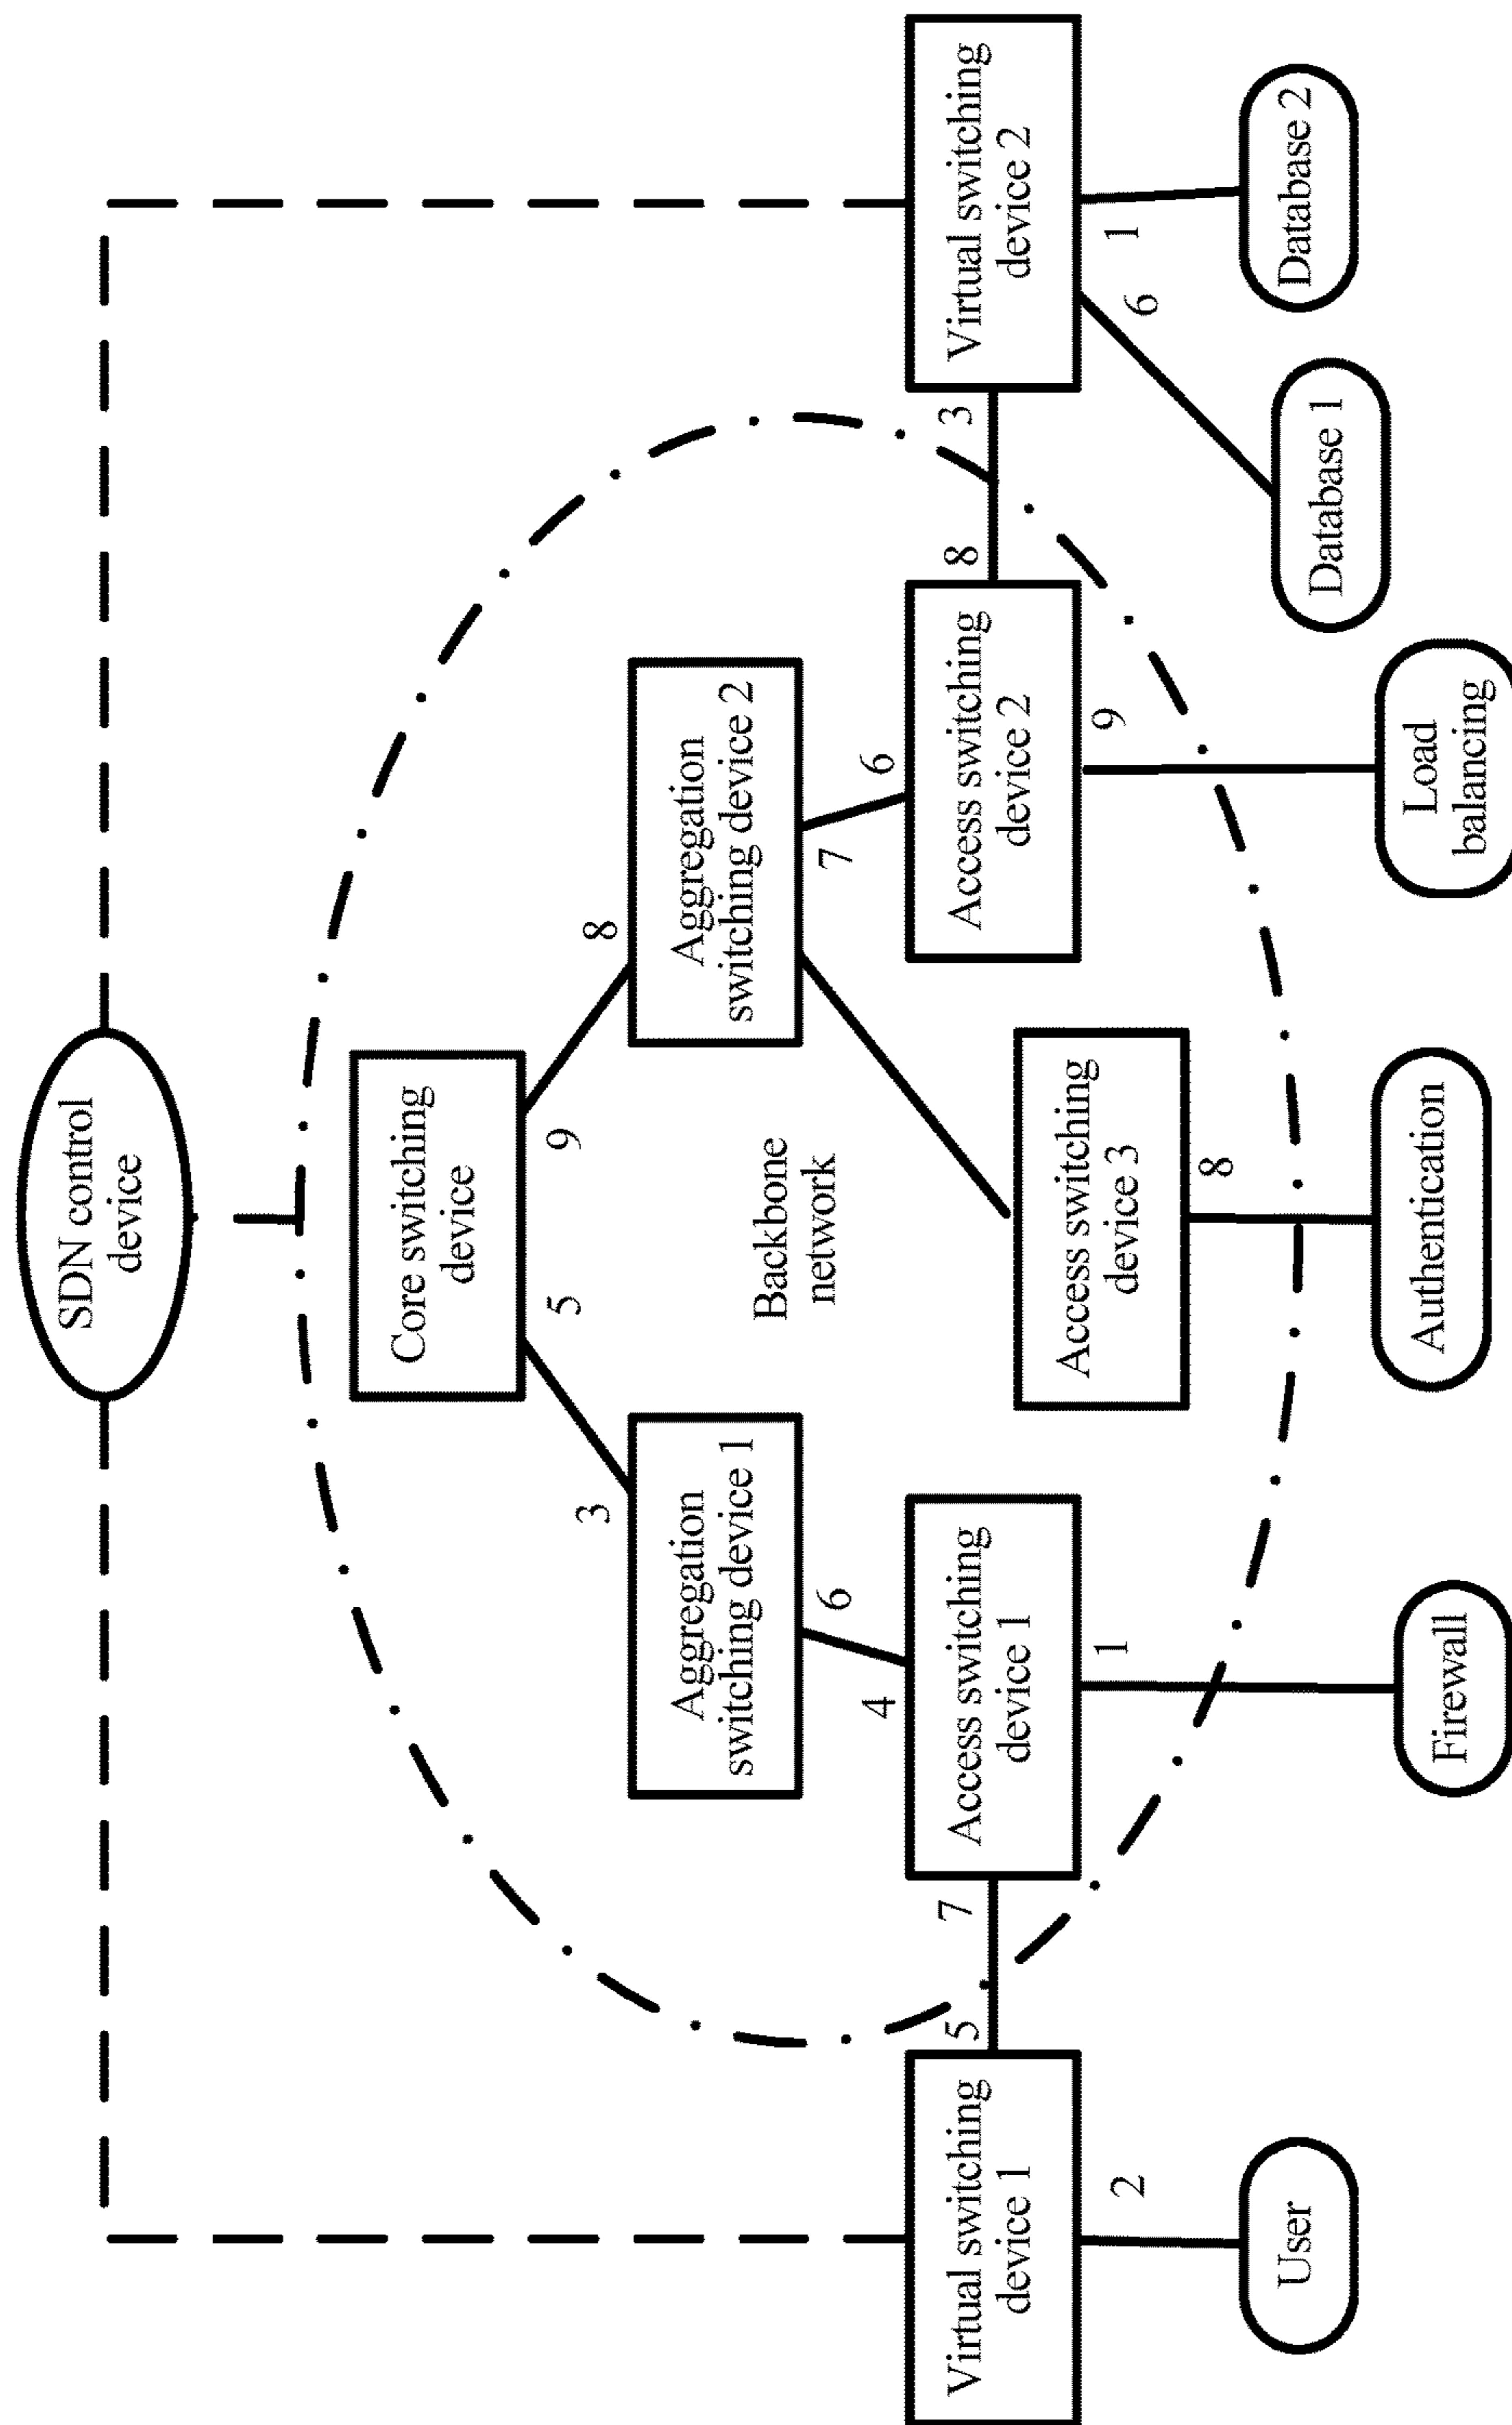 SDN control
device
Core switching
device
5
9
3
8
Aggregation
switching device 1
Aggregation
switching device 2
Backbone
network
6
7
4
6
Virtual switching
device 1
5
7
Access switching
device 1
Access switching
device 2
8
3
Virtual switching
device 2
Access switching
device 3
2
1
8
9
6
1
User
Firewall
Authentication
Load
balancing
Database 1
Database 2